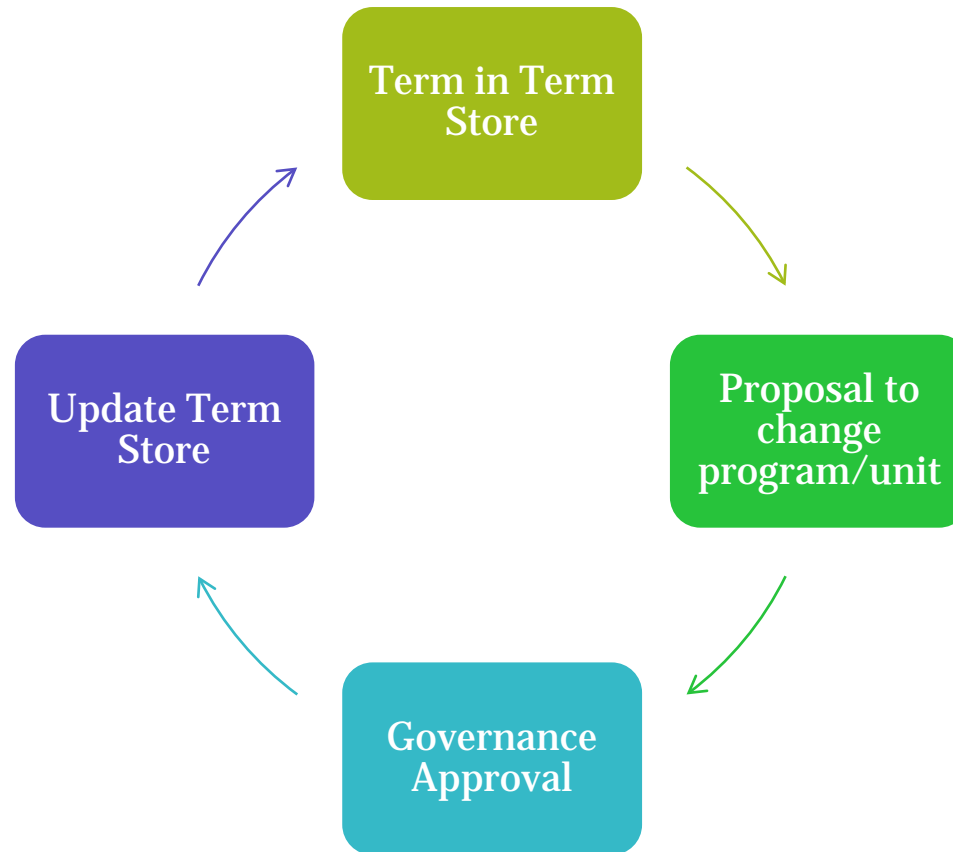 Term in Term
Store
Proposal to
change
program/unit
Update Term
Store
Governance
Approval